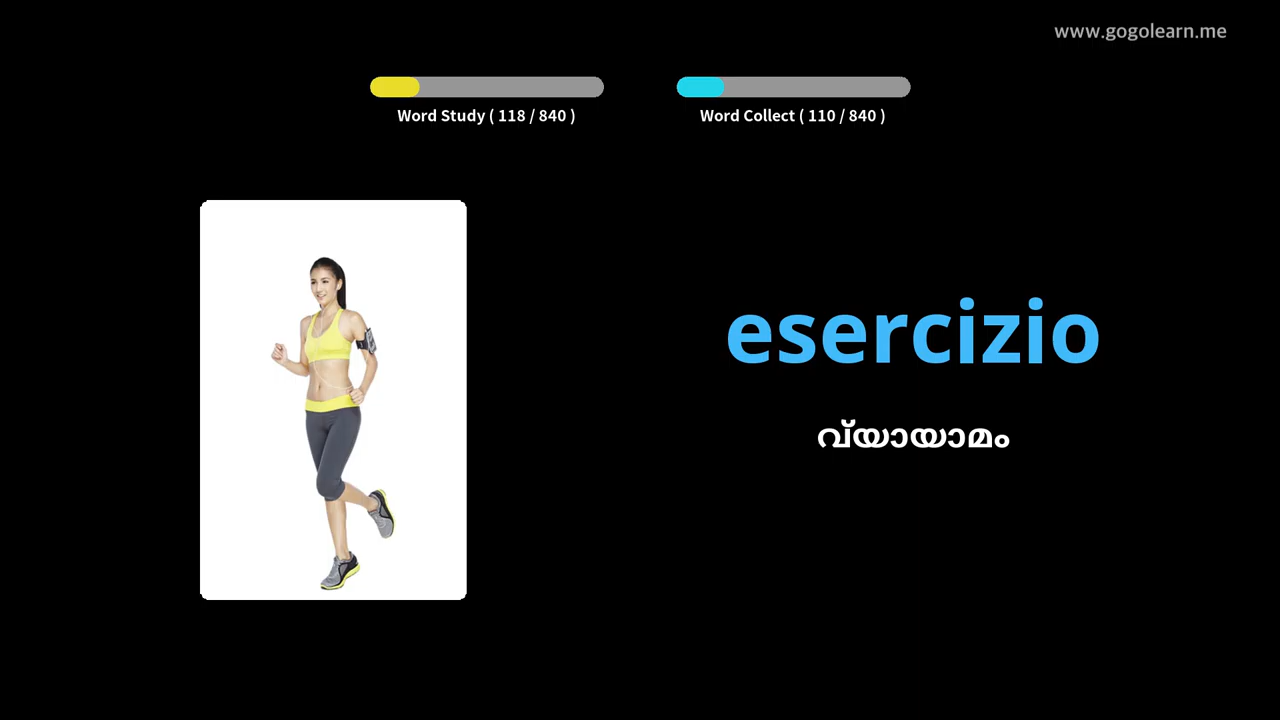 www.gogolearn.me
Word Study ( 118 / 840 )
Word Collect ( 110 / 840 )
esercizio
വ്യായാമം